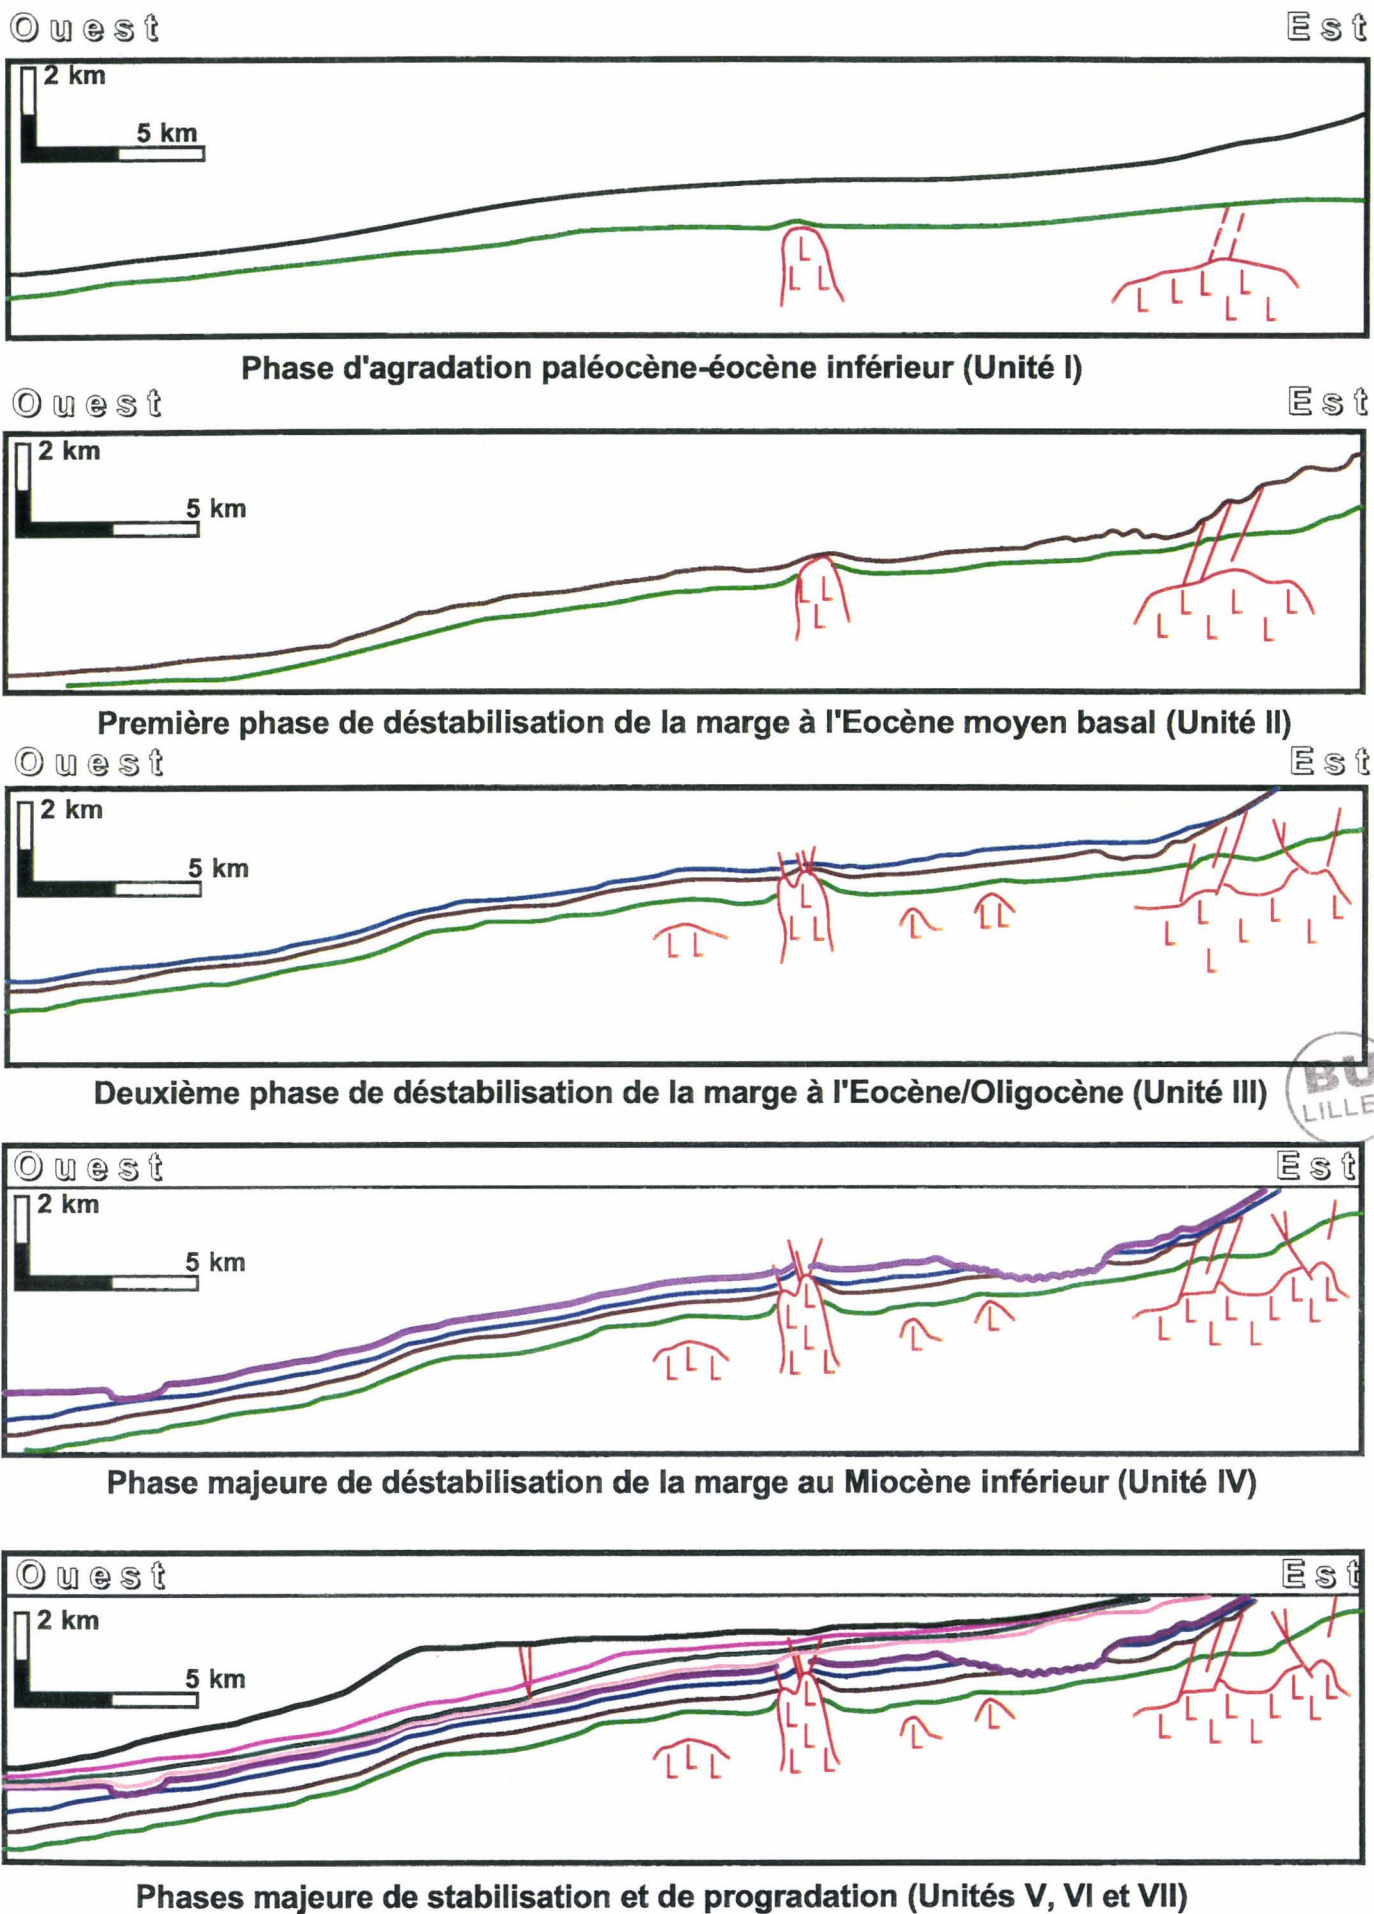 Ouest Est
2 km
5 km
L
L L
L L L L
L L
Phase d'agradation paléocène-éocène inférieur (Unité I)
Ouest Est
2 km
5 km
L L
L
L L L
L L L
Première phase de déstabilisation de la marge à l'Eocène moyen basal (Unité II)
Ouest Est
2 km
5 km
L
L L L L L L L
L L L L
L L L
L
Deuxième phase de déstabilisation de la marge à l'Eocène/Oligocène (Unité III)
BU
LILLE
Ouest Est
2 km
5 km
L
L L L L L L
L L L L
L L L L L
L L
Phase majeure de déstabilisation de la marge au Miocène inférieur (Unité IV)
Ouest Est
2 km
5 km
L
L L L L L L
L L L L
L L L L L
L L
Phases majeure de stabilisation et de progradation (Unités V, VI et VII)